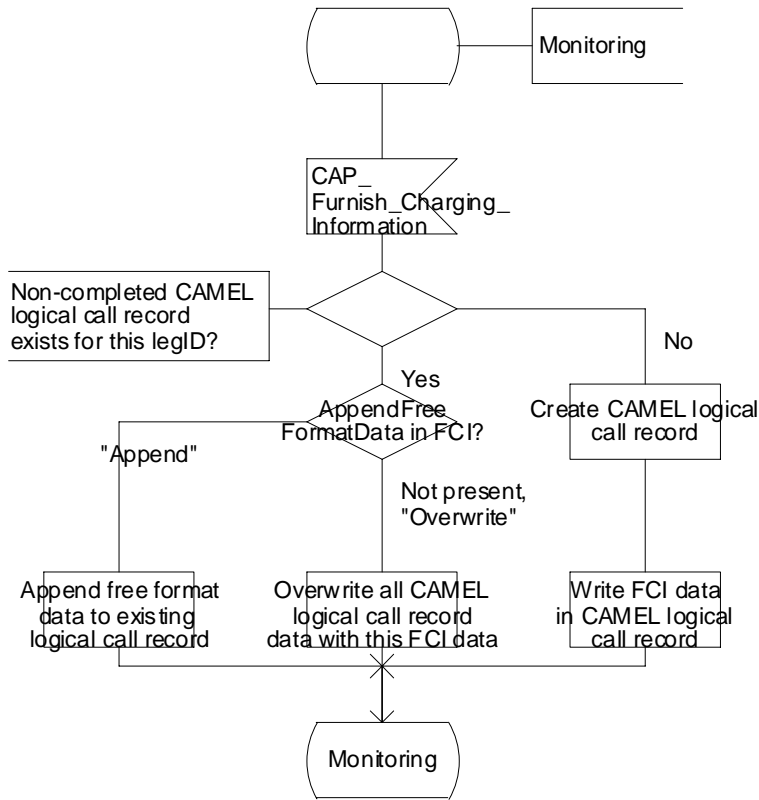 Monitoring
CAP_
Furnish_Charging_
Information
Non-completed CAMEL
logical call record
exists for this legID?
No
Yes
AppendFree
FormatData in FCI?
Create CAMEL logical
call record
"Append"
Not present,
"Overwrite"
Append free format
data to existing
logical call record
Overwrite all CAMEL
logical call record
data with this FCI data
Write FCI data
in CAMEL logical
call record
Monitoring